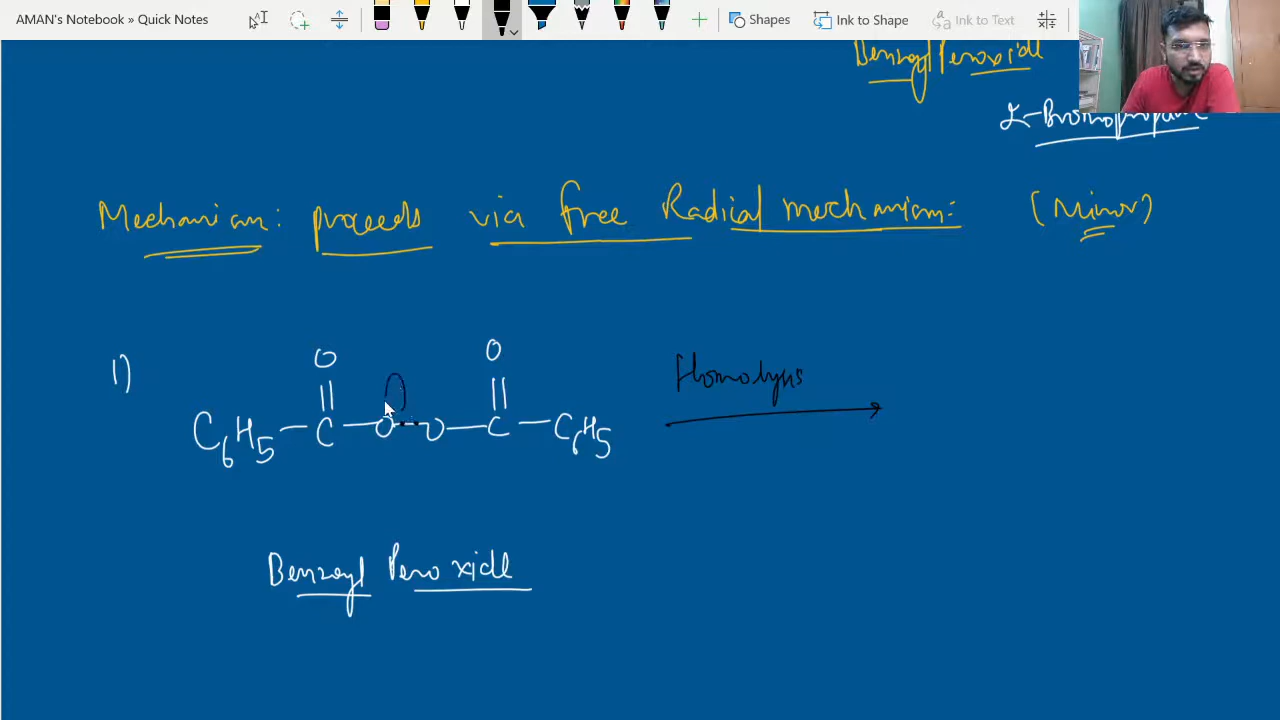 AMAN's Notebook » Quick Notes
Shapes
Ink to Shape
Ink to Text
Benzoyl Peroxide
Bromopropane
Mechanism: proceeds via free Radical mechanism:- (Minor)
1)
O O
C6H5-C-O-O-C-C6H5
Homolysis
Benzoyl Peroxide